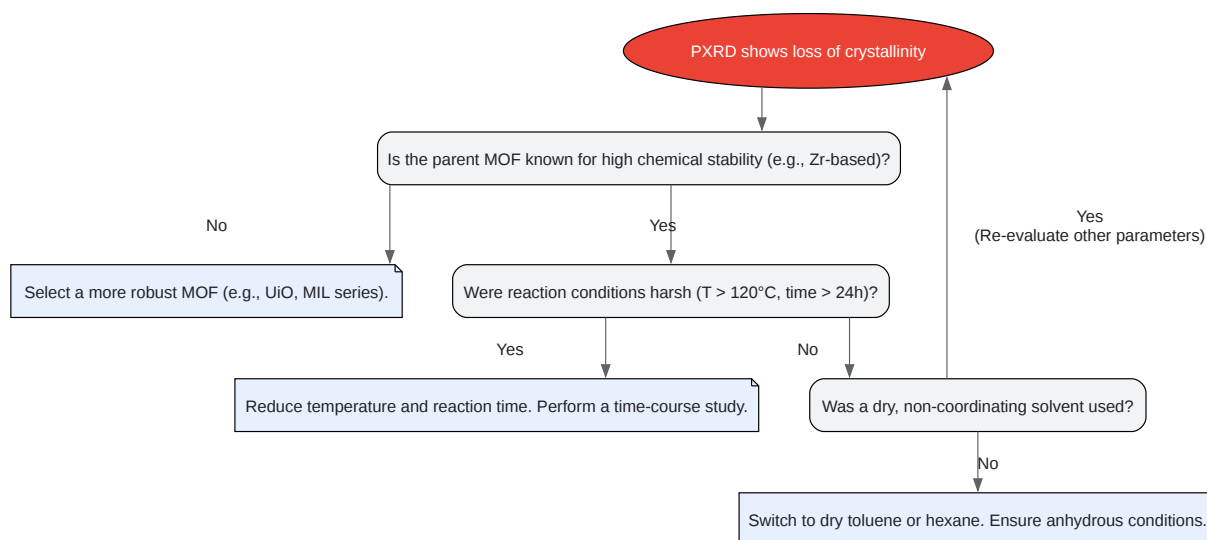 PXRD shows loss of crystallinity
Is the parent MOF known for high chemical stability (e.g., Zr-based)?
No
Yes
Yes
(Re-evaluate other parameters)
Select a more robust MOF (e.g., UiO, MIL series).
Were reaction conditions harsh (T > 120°C, time > 24h)?
Yes
No
Reduce temperature and reaction time. Perform a time-course study.
Was a dry, non-coordinating solvent used?
No
Switch to dry toluene or hexane. Ensure anhydrous conditions.